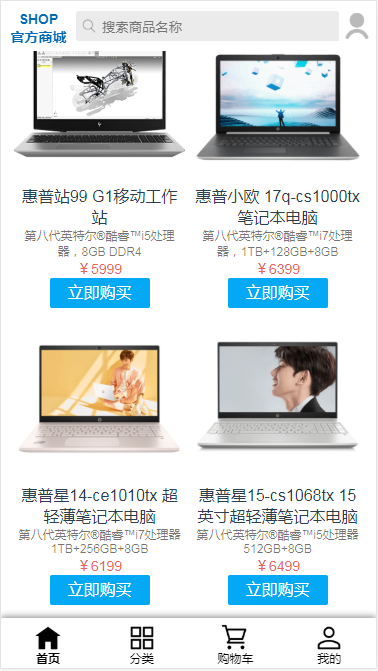 SHOP
官方商城
搜索商品名称
惠普站99 G1移动工作
站
第八代英特尔®酷睿™i5处理
器，8GB DDR4
￥5999
立即购买
惠普小欧 17q-cs1000tx
笔记本电脑
第八代英特尔®酷睿™i7处理
器，1TB+128GB+8GB
￥6399
立即购买
惠普星14-ce1010tx 超
轻薄笔记本电脑
第八代英特尔®酷睿™i7处理器
1TB+256GB+8GB
￥6199
立即购买
惠普星15-cs1068tx 15
英寸超轻薄笔记本电脑
第八代英特尔®酷睿™i5处理器
512GB+8GB
￥6499
立即购买
首页
分类
购物车
我的